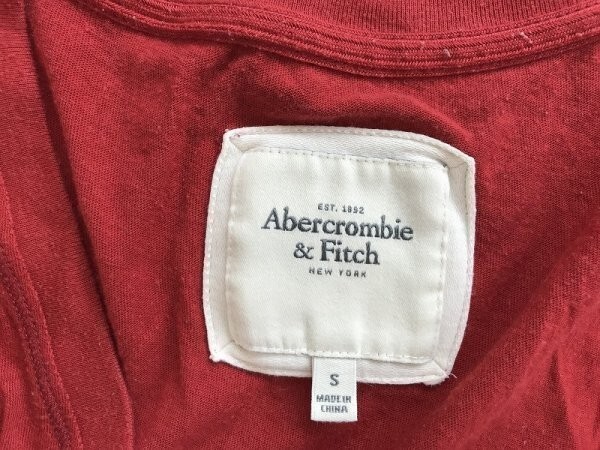 EST. 1892
Abercrombie
& Fitch
NEW YORK
S
MADE IN
CHINA